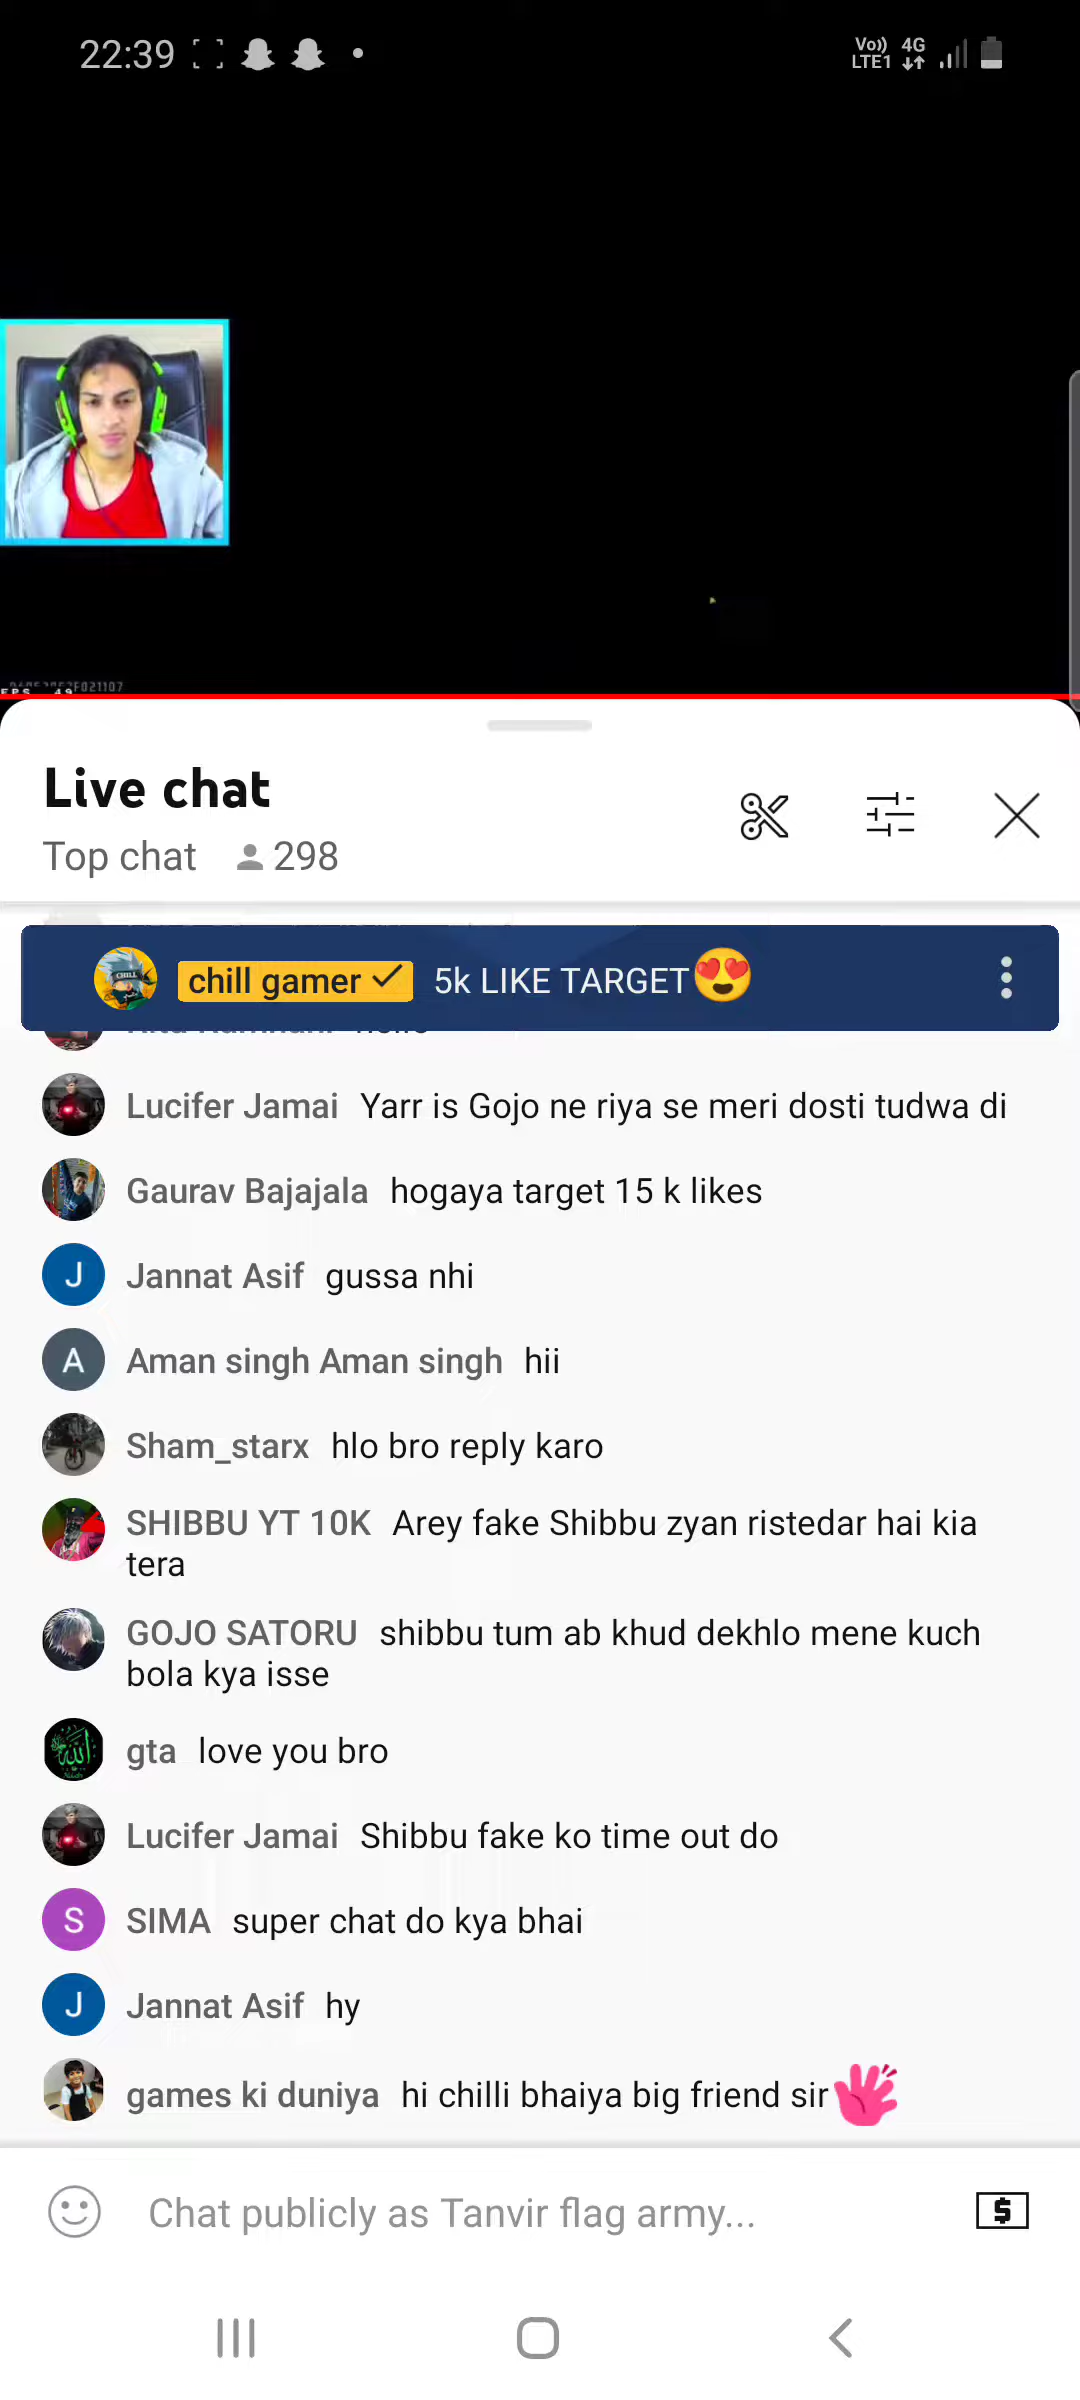 22:39
Vo)) 4G
LTE1
Live chat
Top chat 298
chill gamer 5k LIKE TARGET
Lucifer Jamai Yarr is Gojo ne riya se meri dosti tudwa di
Gaurav Bajajala hogaya target 15 k likes
J Jannat Asif gussa nhi
A Aman singh Aman singh hii
Sham_starx hlo bro reply karo
SHIBBU YT 10K Arey fake Shibbu zyan ristedar hai kia
tera
GOJO SATORU shibbu tum ab khud dekhlo mene kuch
bola kya isse
gta love you bro
Lucifer Jamai Shibbu fake ko time out do
S SIMA super chat do kya bhai
J Jannat Asif hy
games ki duniya hi chilli bhaiya big friend sir
Chat publicly as Tanvir flag army...
$